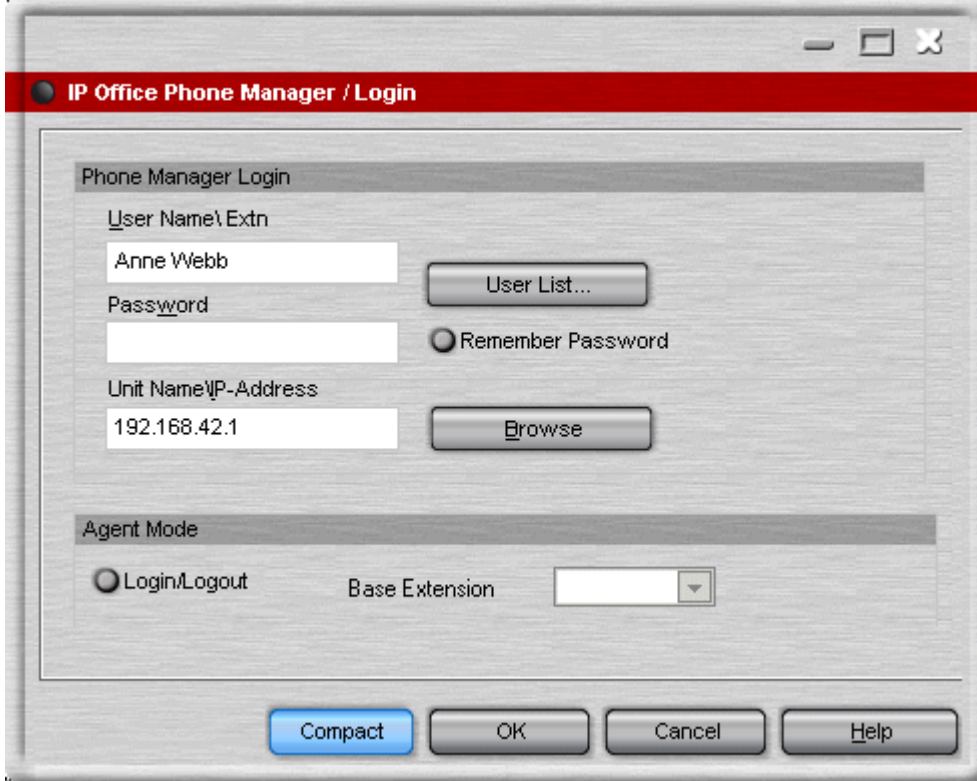 IP Office Phone Manager / Login
Phone Manager Login
User Name\ Extn
Anne Webb
User List...
Password
Remember Password
Unit Name\IP-Address
192.168.42.1
Browse
Agent Mode
Login/Logout
Base Extension
Compact
OK
Cancel
Help